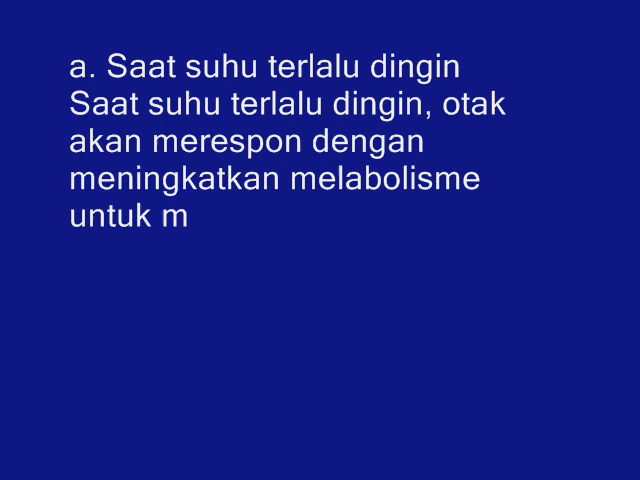 a. Saat suhu terlalu dingin
Saat suhu terlalu dingin, otak
akan merespon dengan
meningkatkan melabolisme
untuk m